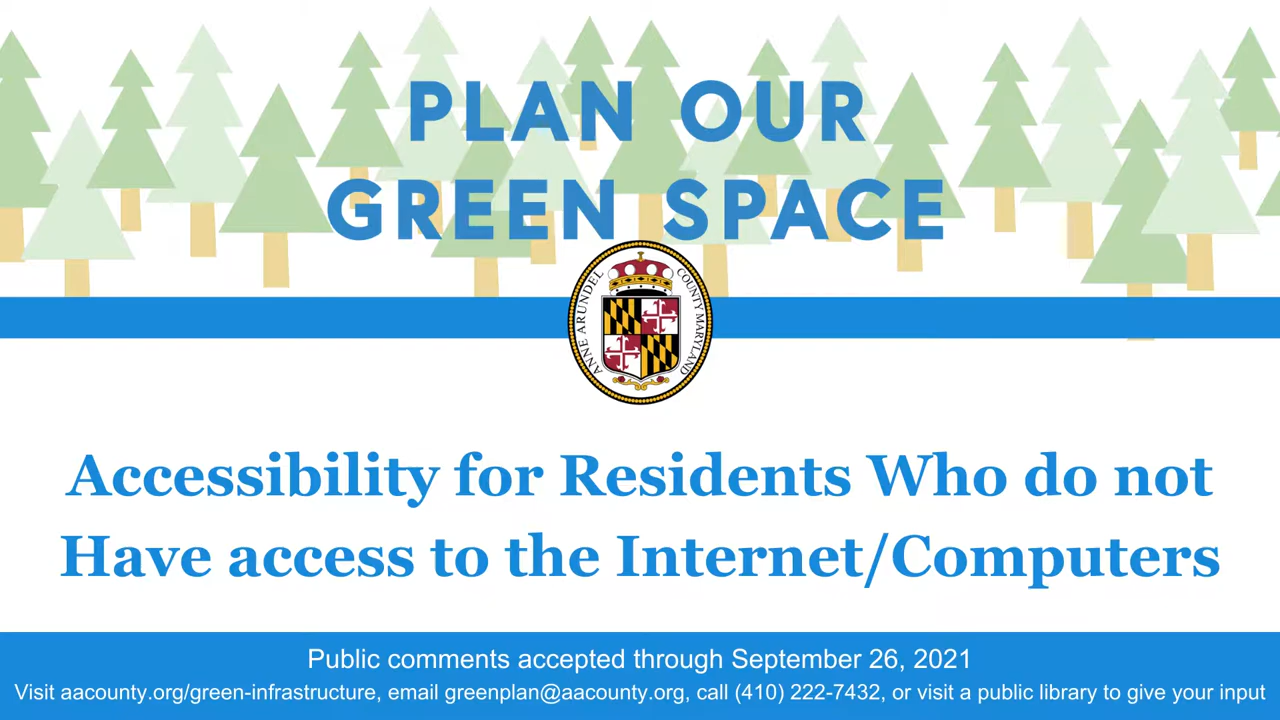 PLAN OUR
GREEN SPACE
ANNE ARUNDEL
COUNTY MARYLAND
Accessibility for Residents Who do not
Have access to the Internet/Computers
Public comments accepted through September 26, 2021
Visit aacounty.org/green-infrastructure, email greenplan@aacounty.org, call (410) 222-7432, or visit a public library to give your input